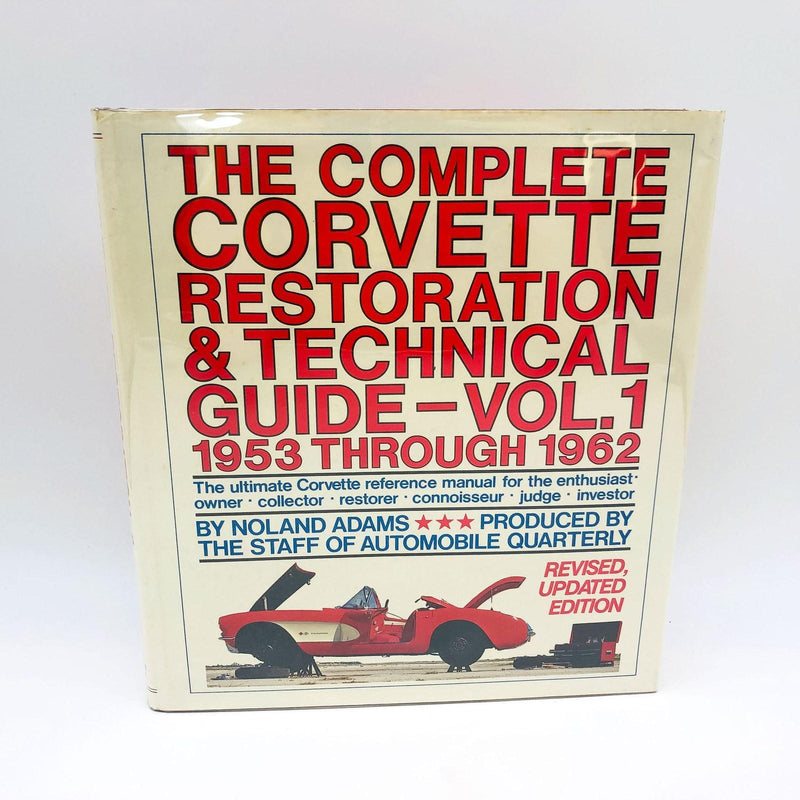 THE COMPLETE
CORVETTE
RESTORATION
& TECHNICAL
GUIDE–VOL.1
1953 THROUGH 1962
The ultimate Corvette reference manual for the enthusiast·
owner · collector · restorer · connoisseur · judge · investor
BY NOLAND ADAMS ★★★ PRODUCED BY
THE STAFF OF AUTOMOBILE QUARTERLY
REVISED,
UPDATED
EDITION